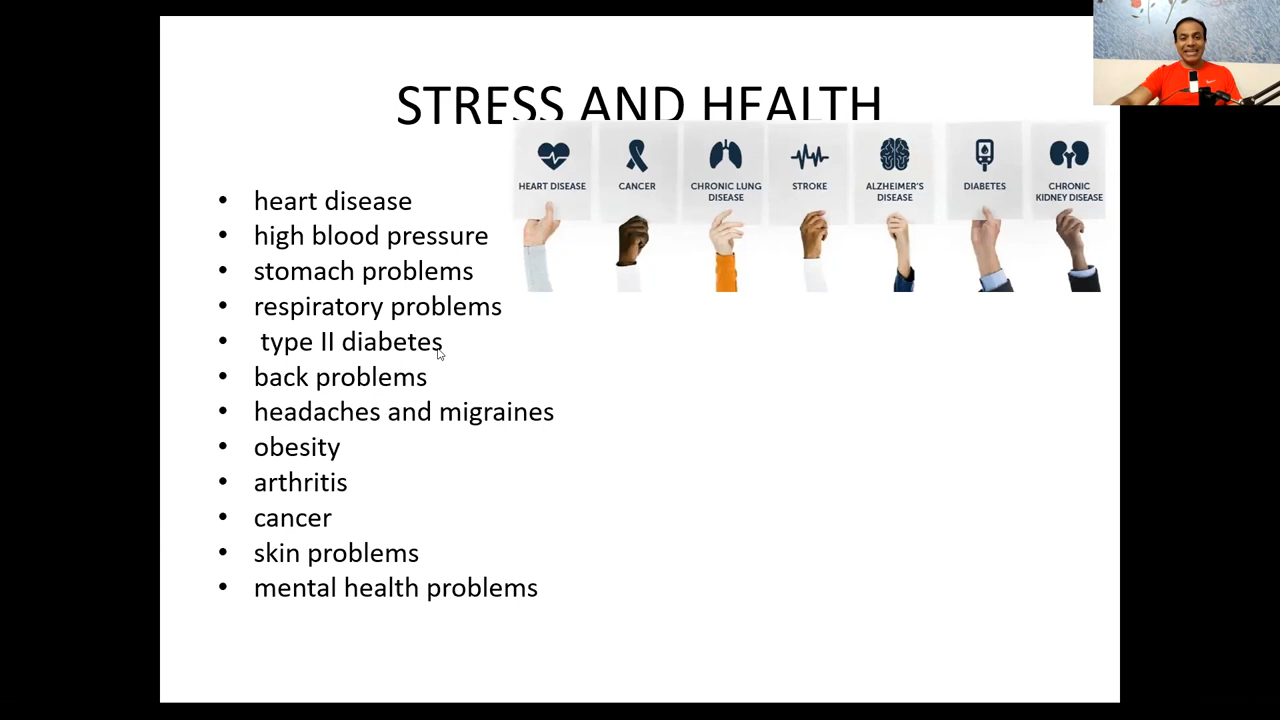 STRESS AND HEALTH
HEART DISEASE
CANCER
CHRONIC LUNG
DISEASE
STROKE
ALZHEIMER'S
DISEASE
DIABETES
CHRONIC
KIDNEY DISEASE
• heart disease
• high blood pressure
• stomach problems
• respiratory problems
• type II diabetes
• back problems
• headaches and migraines
• obesity
• arthritis
• cancer
• skin problems
• mental health problems